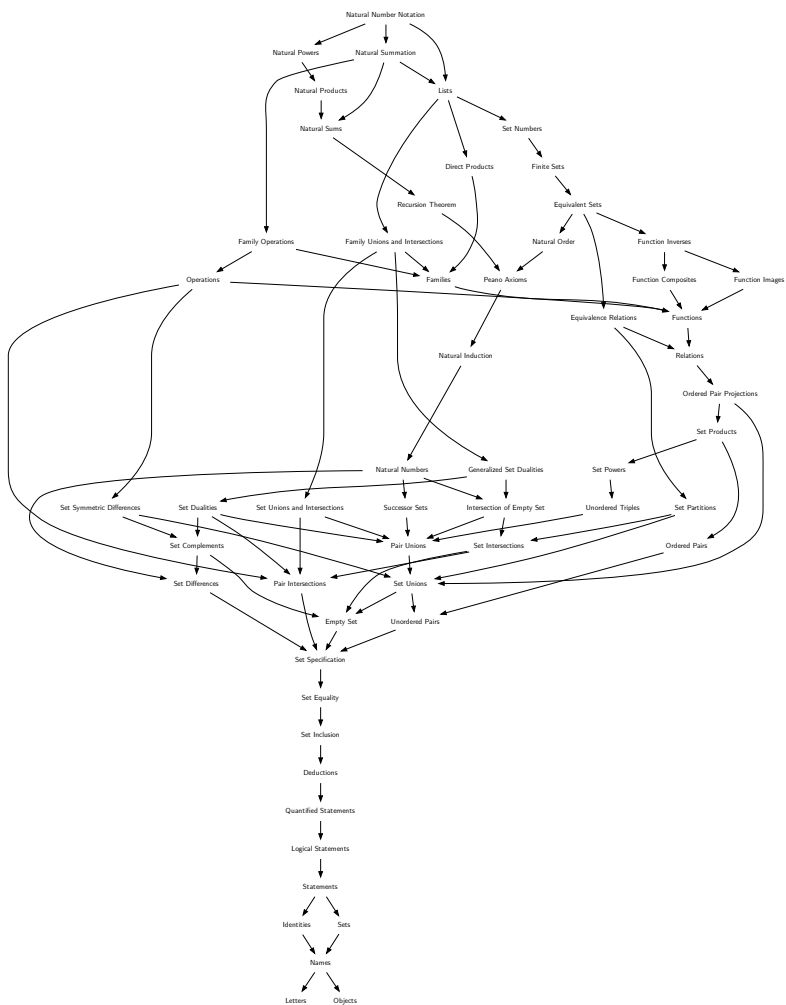 Natural Number Notation
Natural Powers
Natural Summation
Natural Products
Lists
Natural Sums
Set Numbers
Direct Products
Finite Sets
Recursion Theorem
Equivalent Sets
Family Operations
Family Unions and Intersections
Natural Order
Function Inverses
Operations
Families
Peano Axioms
Function Composites
Function Images
Equivalence Relations
Functions
Natural Induction
Relations
Ordered Pair Projections
Set Products
Natural Numbers
Generalized Set Dualities
Set Powers
Set Symmetric Differences
Set Dualities
Set Unions and Intersections
Successor Sets
Intersection of Empty Set
Unordered Triples
Set Partitions
Set Complements
Pair Unions
Set Intersections
Ordered Pairs
Set Differences
Pair Intersections
Set Unions
Empty Set
Unordered Pairs
Set Specification
Set Equality
Set Inclusion
Deductions
Quantified Statements
Logical Statements
Statements
Identities
Sets
Names
Letters
Objects